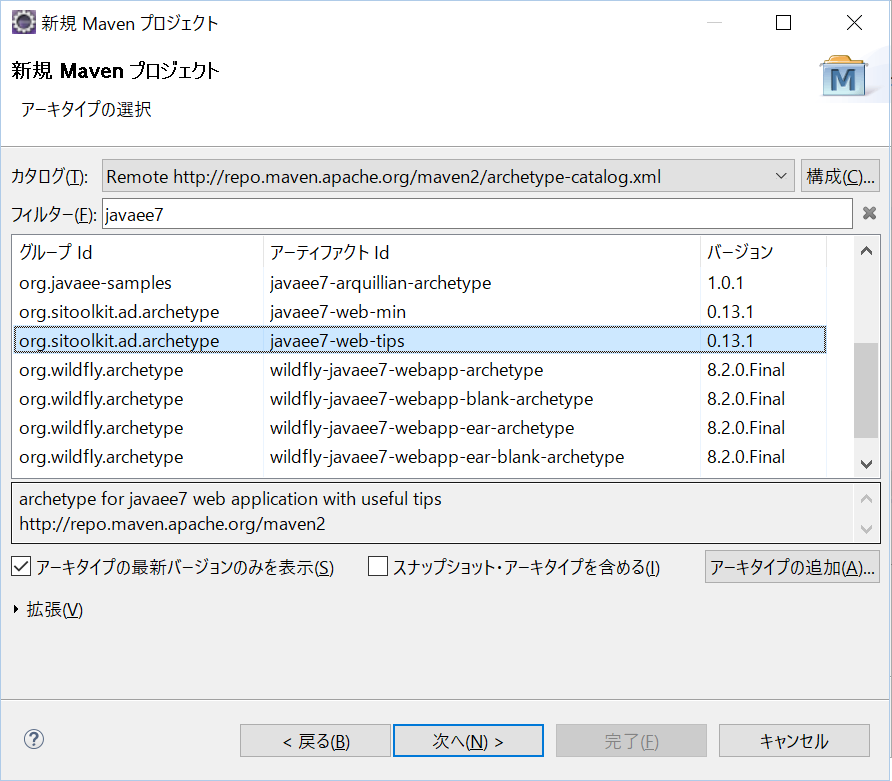 新規 Maven プロジェクト
新規 Maven プロジェクト
アーキタイプの選択
M
カタログ(T): Remote http://repo.maven.apache.org/maven2/archetype-catalog.xml 構成(C)...
フィルター(F): javaee7
グループ Id アーティファクト Id バージョン
org.javaee-samples javaee7-arquillian-archetype 1.0.1
org.sitoolkit.ad.archetype javaee7-web-min 0.13.1
org.sitoolkit.ad.archetype javaee7-web-tips 0.13.1
org.wildfly.archetype wildfly-javaee7-webapp-archetype 8.2.0.Final
org.wildfly.archetype wildfly-javaee7-webapp-blank-archetype 8.2.0.Final
org.wildfly.archetype wildfly-javaee7-webapp-ear-archetype 8.2.0.Final
org.wildfly.archetype wildfly-javaee7-webapp-ear-blank-archetype 8.2.0.Final
archetype for javaee7 web application with useful tips
http://repo.maven.apache.org/maven2
アーキタイプの最新バージョンのみを表示(S) スナップショット・アーキタイプを含める(I) アーキタイプの追加(A)...
拡張(V)
? < 戻る(B) 次へ(N) > 完了(F) キャンセル